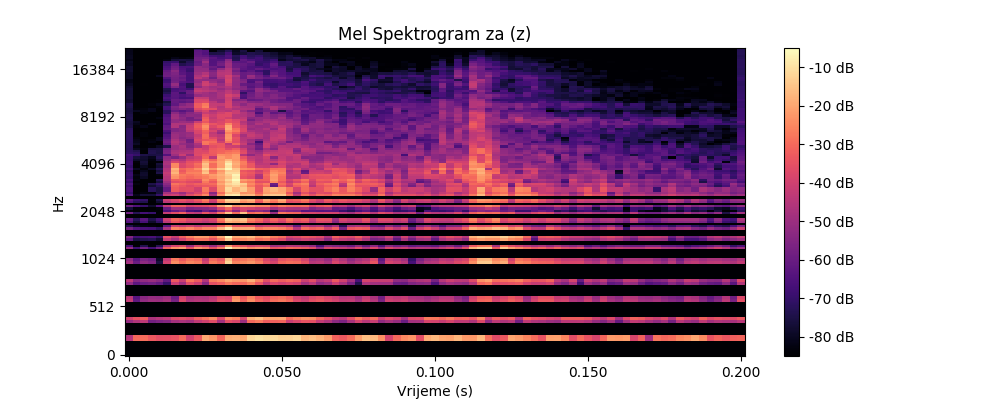 Mel Spektrogram za (z)
16384
8192
4096
2048
1024
512
0
Hz
0.000
0.050
0.100
0.150
0.200
Vrijeme (s)
-10 dB
-20 dB
-30 dB
-40 dB
-50 dB
-60 dB
-70 dB
-80 dB